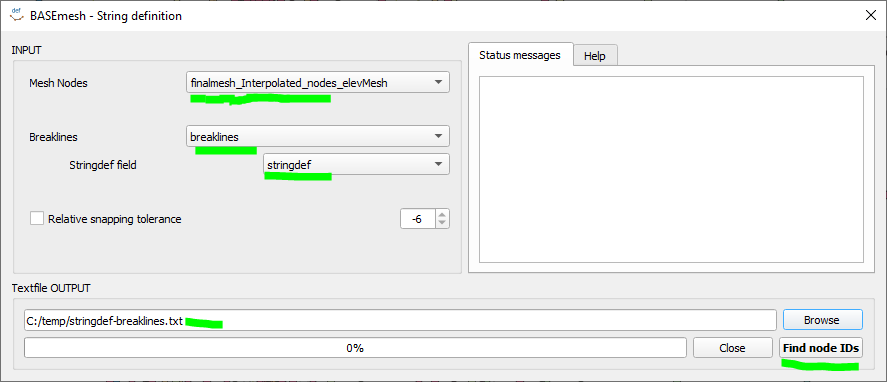 def
BASEmesh - String definition
INPUT
Mesh Nodes
finalmesh_Interpolated_nodes_elevMesh
Breaklines
breaklines
Stringdef field
stringdef
Relative snapping tolerance
-6
Status messages
Help
Textfile OUTPUT
C:/temp/stringdef-breaklines.txt
Browse
0%
Close
Find node IDs